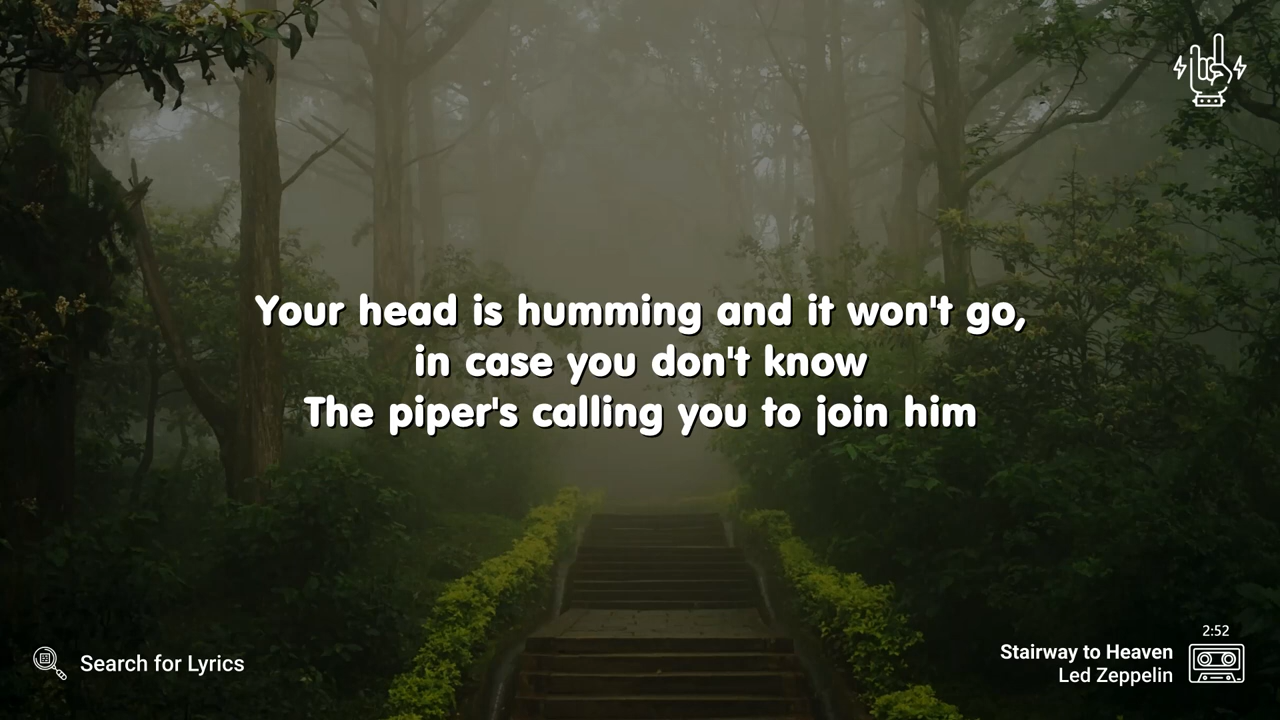 Your head is humming and it won't go,
in case you don't know
The piper's calling you to join him
Search for Lyrics
2:52
Stairway to Heaven
Led Zeppelin